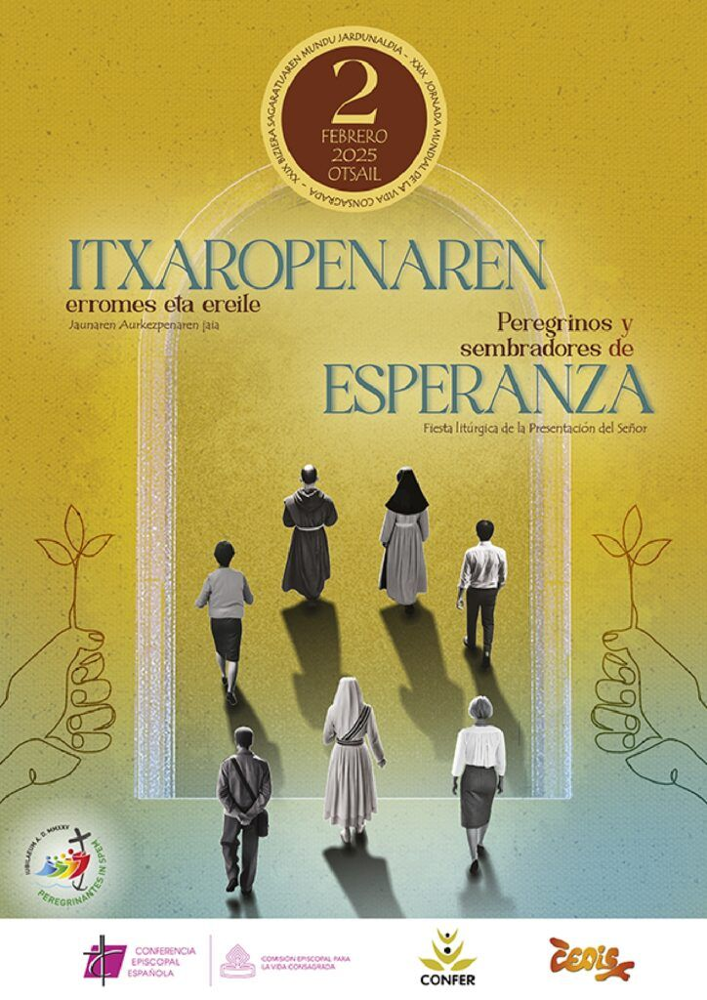 XXIX BIZIERA SAGARATUAREN MUNDU JARDUNALDIA - XXIX JORNADA MUNDIAL DE LA VIDA CONSAGRADA -
2
FEBRERO
2025
OTSAIL
ITXAROPENAREN
erromes eta ereile
Jaunaren Aurkezpenaren jaia
Peregrinos y
sembradores de
ESPERANZA
Fiesta litúrgica de la Presentación del Señor
IUBILAEUM A. D. MMXXV
PEREGRINANTES IN SPEM
CONFERENCIA
EPISCOPAL
ESPAÑOLA
COMISIÓN EPISCOPAL PARA
LA VIDA CONSAGRADA
CONFER
CEDIS